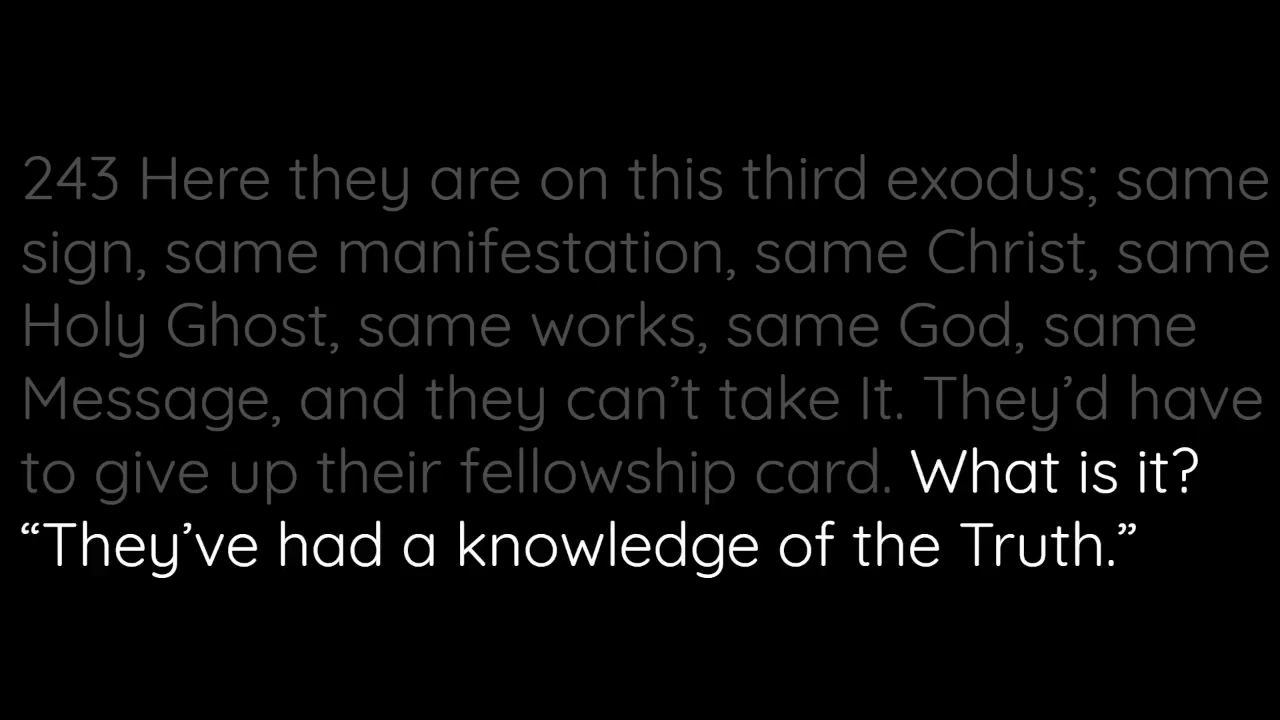 243 Here they are on this third exodus; same
sign, same manifestation, same Christ, same
Holy Ghost, same works, same God, same
Message, and they can’t take It. They’d have
to give up their fellowship card. What is it?
“They’ve had a knowledge of the Truth.”